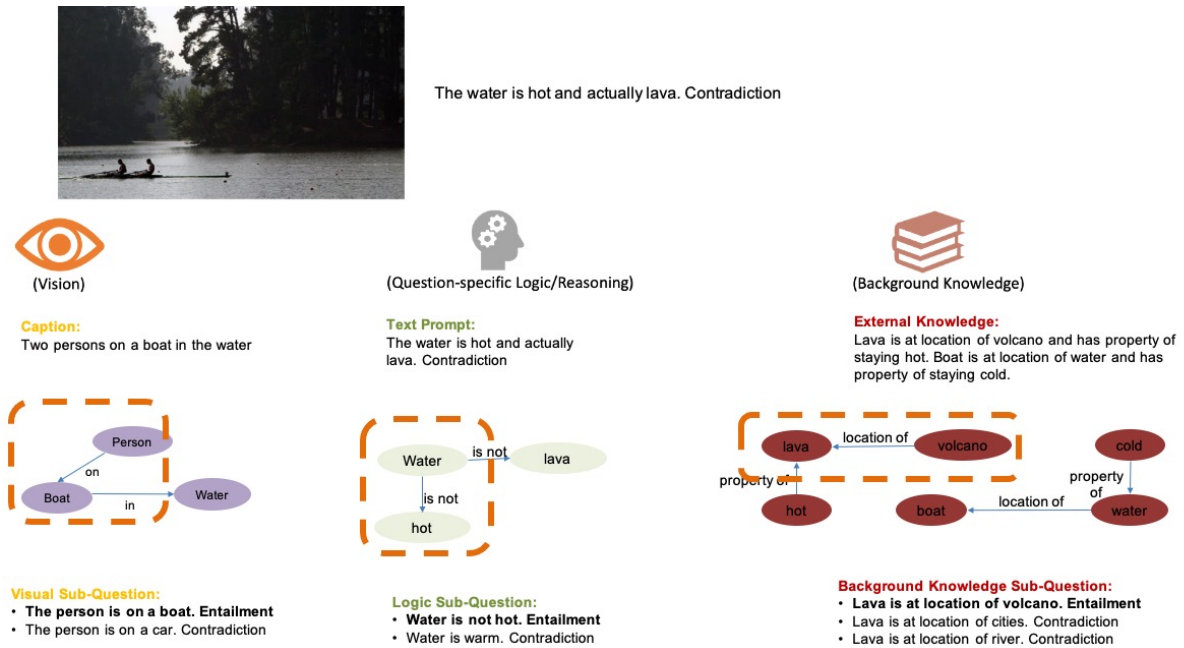 The water is hot and actually lava. Contradiction
(Vision)
(Question-specific Logic/Reasoning)
(Background Knowledge)
Caption:
Two persons on a boat in the water
Text Prompt:
The water is hot and actually
lava. Contradiction
External Knowledge:
Lava is at location of volcano and has property of
staying hot. Boat is at location of water and has
property of staying cold.
Person
on
Boat
in
Water
Water
is not
lava
is not
hot
lava
location of
volcano
property of
hot
cold
property
of
boat
location of
water
Visual Sub-Question:
• The person is on a boat. Entailment
• The person is on a car. Contradiction
Logic Sub-Question:
• Water is not hot. Entailment
• Water is warm. Contradiction
Background Knowledge Sub-Question:
• Lava is at location of volcano. Entailment
• Lava is at location of cities. Contradiction
• Lava is at location of river. Contradiction